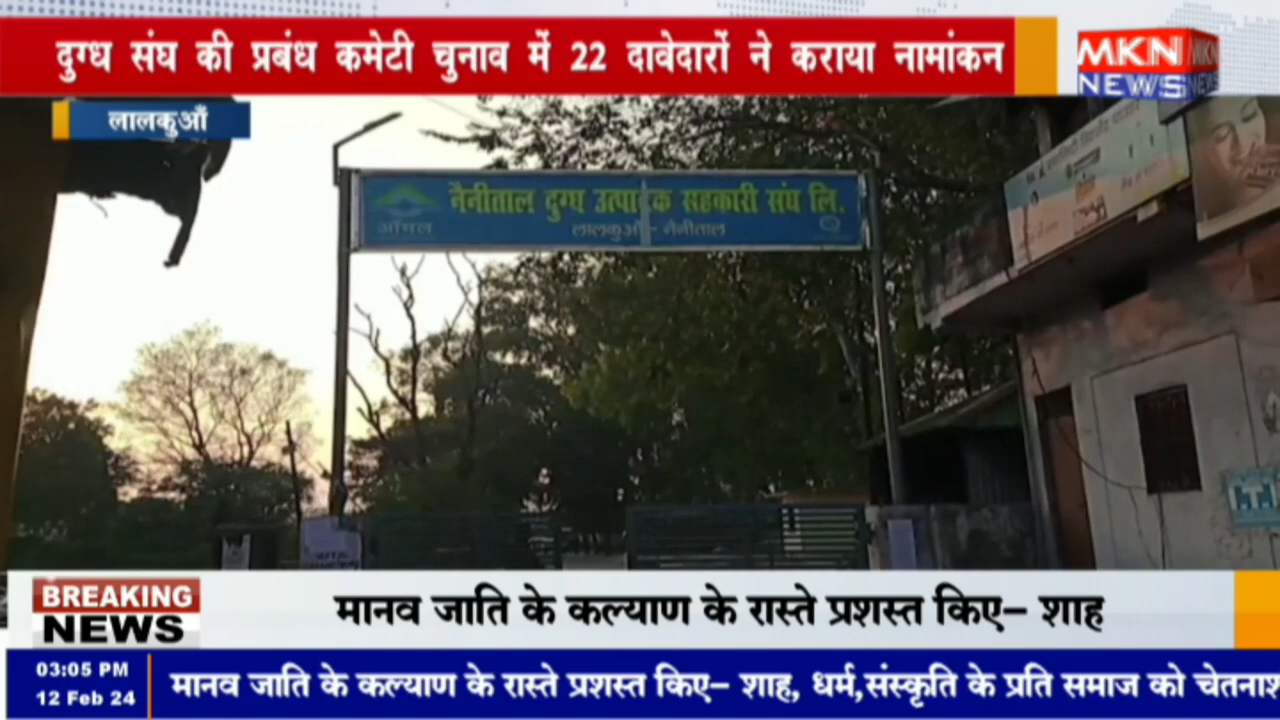 दुग्ध संघ की प्रबंध कमेटी चुनाव में 22 दावेदारों ने कराया नामांकन
MKN
NEWS
लालकुआँ
नैनीताल दुग्ध उत्पादक सहकारी संघ लि.
आँचल
लालकुआँ - नैनीताल
I.T.I
BREAKING
NEWS
मानव जाति के कल्याण के रास्ते प्रशस्त किए– शाह
03:05 PM
12 Feb 24
मानव जाति के कल्याण के रास्ते प्रशस्त किए– शाह, धर्म,संस्कृति के प्रति समाज को चेतनाश